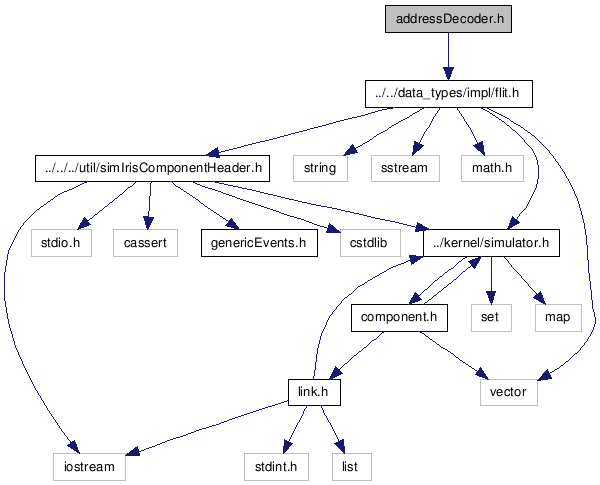 addressDecoder.h
../../data_types/impl/flit.h
../../../util/simIrisComponentHeader.h
string
sstream
math.h
stdio.h
cassert
genericEvents.h
cstdlib
../kernel/simulator.h
component.h
set
map
link.h
vector
iostream
stdint.h
list